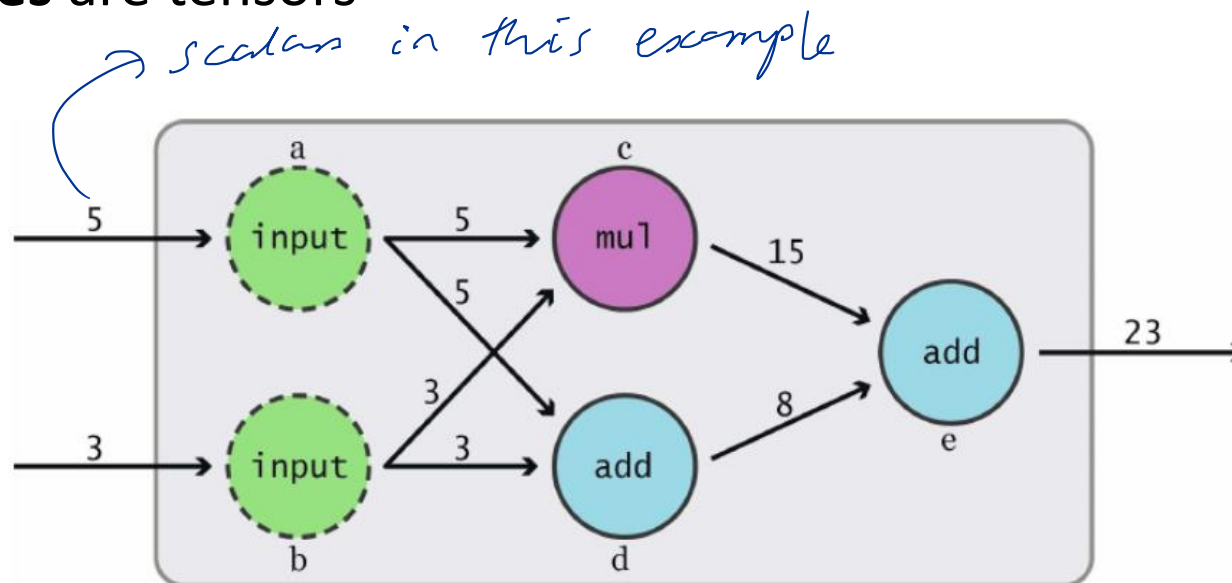 es are tensors
scalars in this example
a c
5 input 5 mul 15
5
add 23
3 8 e
3 input 3 add
b d